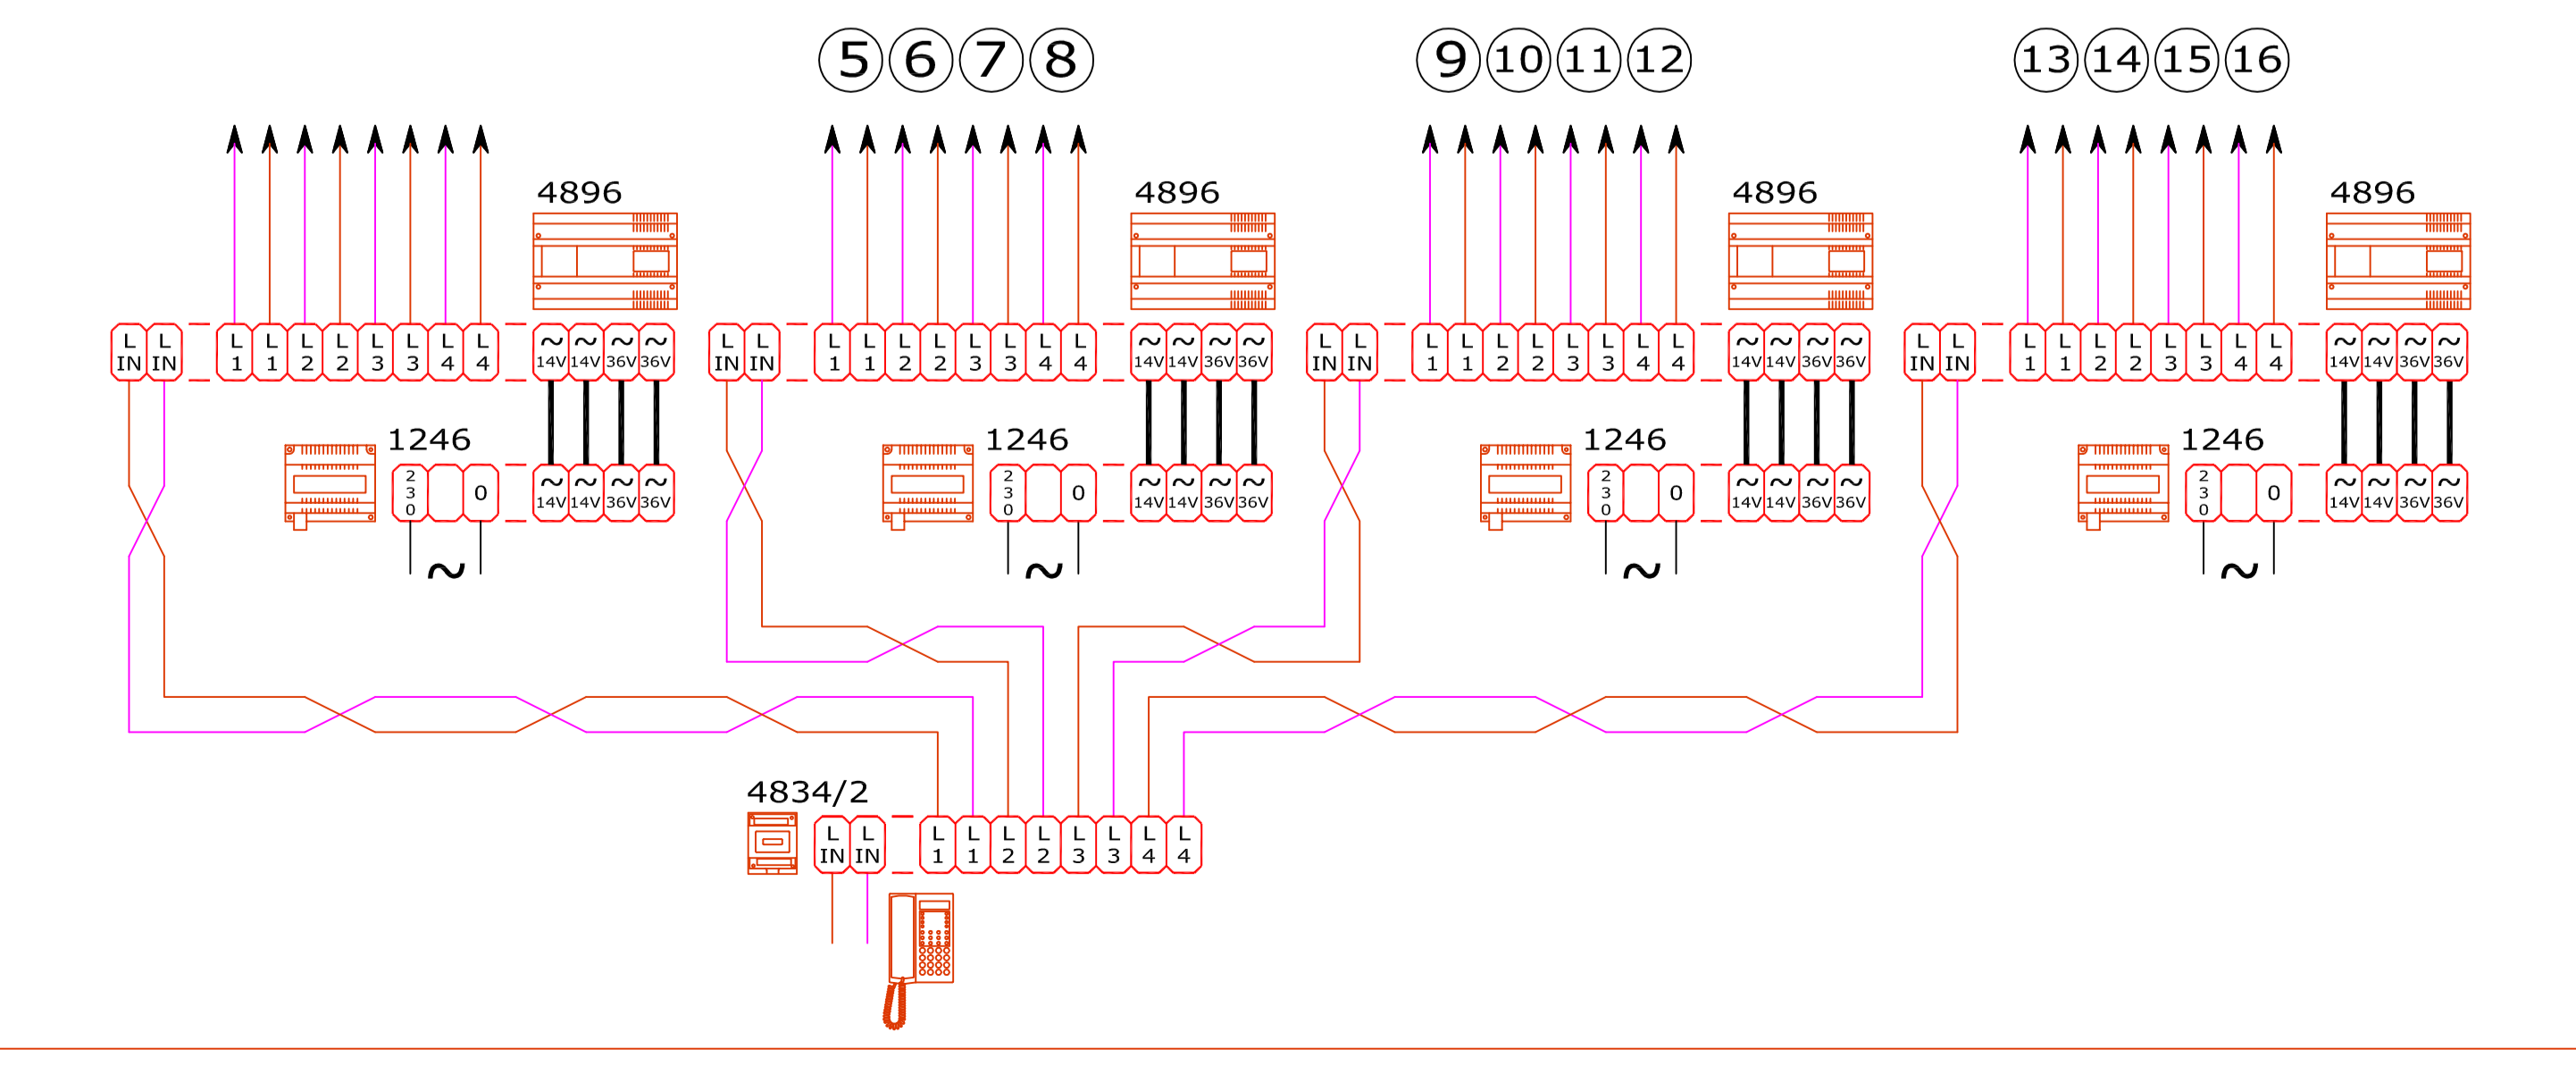 5 6 7 8 9 10 11 12 13 14 15 16
4896 4896 4896 4896
L IN L IN L 1 L 1 L 2 L 2 L 3 L 3 L 4 L 4 ~ 14V ~ 14V ~ 36V ~ 36V
L IN L IN L 1 L 1 L 2 L 2 L 3 L 3 L 4 L 4 ~ 14V ~ 14V ~ 36V ~ 36V
L IN L IN L 1 L 1 L 2 L 2 L 3 L 3 L 4 L 4 ~ 14V ~ 14V ~ 36V ~ 36V
L IN L IN L 1 L 1 L 2 L 2 L 3 L 3 L 4 L 4 ~ 14V ~ 14V ~ 36V ~ 36V
1246 1246 1246 1246
230 0 ~ 14V ~ 14V ~ 36V ~ 36V
230 0 ~ 14V ~ 14V ~ 36V ~ 36V
230 0 ~ 14V ~ 14V ~ 36V ~ 36V
230 0 ~ 14V ~ 14V ~ 36V ~ 36V
~ ~ ~ ~
4834/2
L IN L IN L 1 L 1 L 2 L 2 L 3 L 3 L 4 L 4